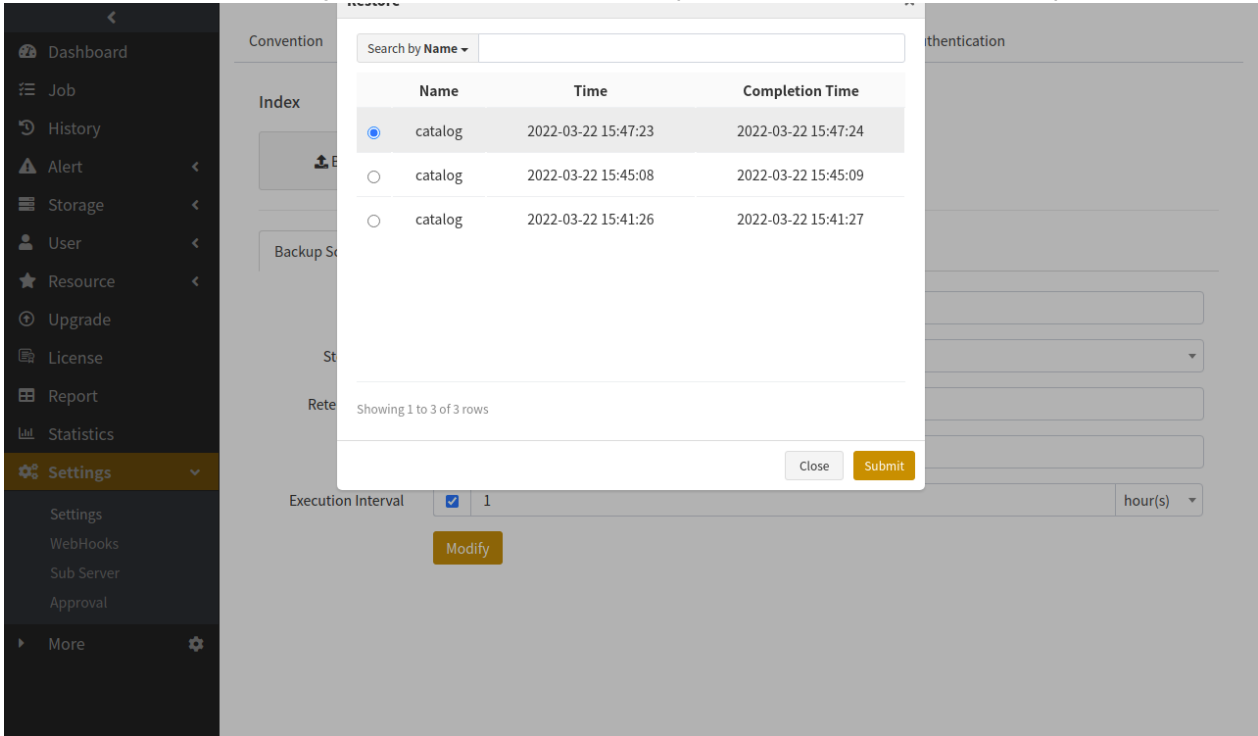 Restore
Dashboard
Job
History
Alert
Storage
User
Resource
Upgrade
License
Report
Statistics
Settings
Settings
WebHooks
Sub Server
Approval
More
Convention
Index
Backup
Execution Interval
1
hour(s)
Modify
Search by Name
Name Time Completion Time
catalog 2022-03-22 15:47:23 2022-03-22 15:47:24
catalog 2022-03-22 15:45:08 2022-03-22 15:45:09
catalog 2022-03-22 15:41:26 2022-03-22 15:41:27
Showing 1 to 3 of 3 rows
Close Submit